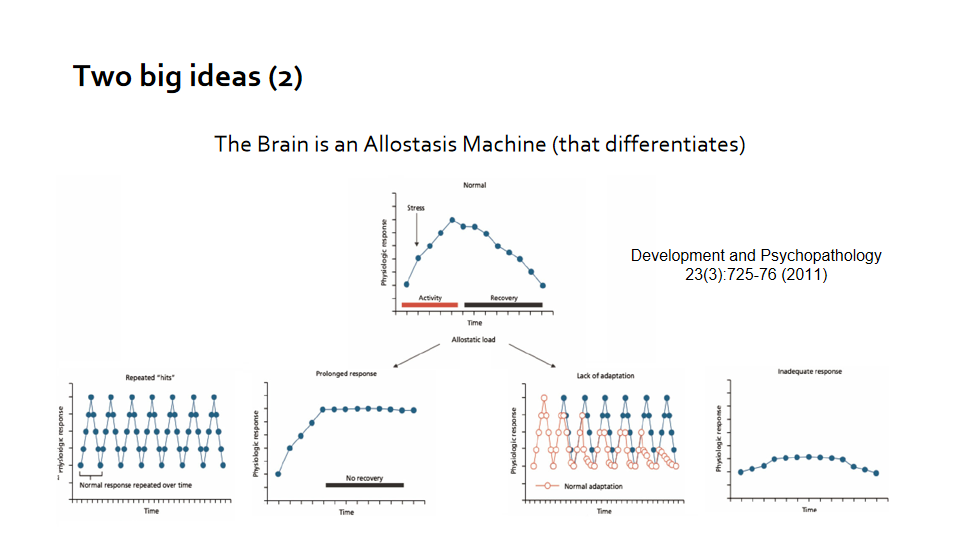 Two big ideas (2)
The Brain is an Allostasis Machine (that differentiates)
Normal
Stress
Physiologic response
Activity
Recovery
Time
Development and Psychopathology
23(3):725-76 (2011)
Allostatic load
Repeated "hits"
Physiologic response
Normal response repeated over time
Time
Prolonged response
Physiologic response
No recovery
Time
Lack of adaptation
Physiologic response
Normal adaptation
Time
Inadequate response
Physiologic response
Time